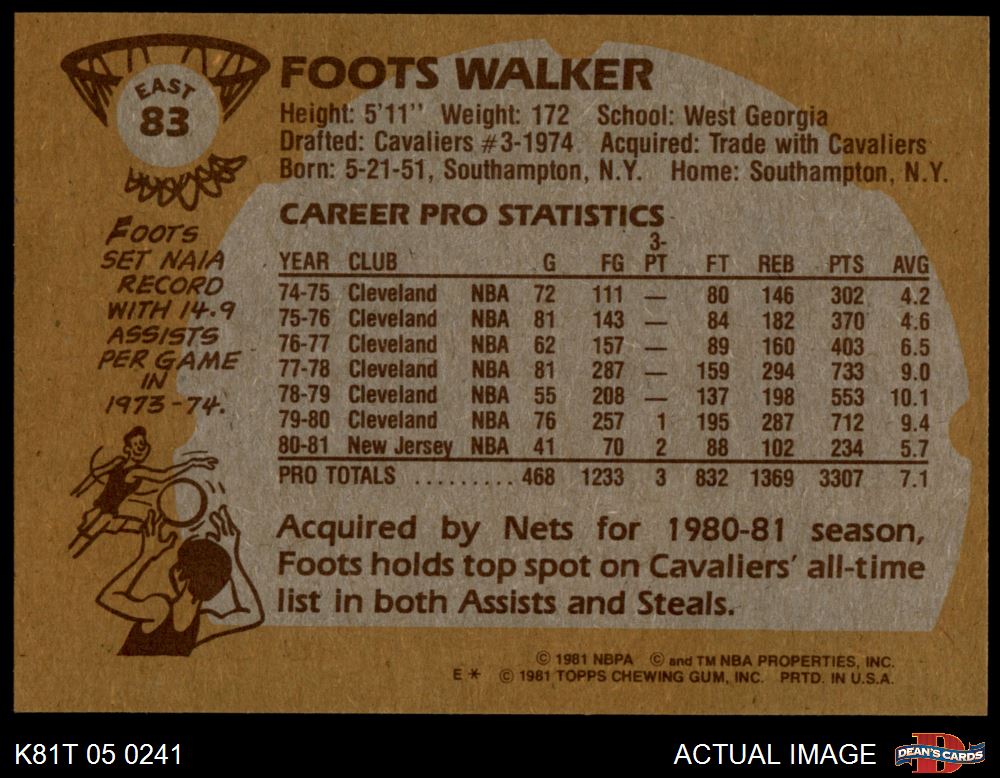 EAST
83
FOOTS WALKER
Height: 5'11" Weight: 172 School: West Georgia
Drafted: Cavaliers #3-1974 Acquired: Trade with Cavaliers
Born: 5-21-51, Southampton, N.Y. Home: Southampton, N.Y.
FOOTS
SET NAIA
RECORD
WITH 14.9
ASSISTS
PER GAME
IN
1973-74.
CAREER PRO STATISTICS
YEAR CLUB G FG 3-PT FT REB PTS AVG
74-75 Cleveland NBA 72 111 — 80 146 302 4.2
75-76 Cleveland NBA 81 143 — 84 182 370 4.6
76-77 Cleveland NBA 62 157 — 89 160 403 6.5
77-78 Cleveland NBA 81 287 — 159 294 733 9.0
78-79 Cleveland NBA 55 208 — 137 198 553 10.1
79-80 Cleveland NBA 76 257 1 195 287 712 9.4
80-81 New Jersey NBA 41 70 2 88 102 234 5.7
PRO TOTALS ......... 468 1233 3 832 1369 3307 7.1
Acquired by Nets for 1980-81 season,
Foots holds top spot on Cavaliers' all-time
list in both Assists and Steals.
© 1981 NBPA © and TM NBA PROPERTIES, INC.
E * © 1981 TOPPS CHEWING GUM, INC. PRTD. IN U.S.A.
K81T 05 0241
ACTUAL IMAGE
DEAN'S CARDS